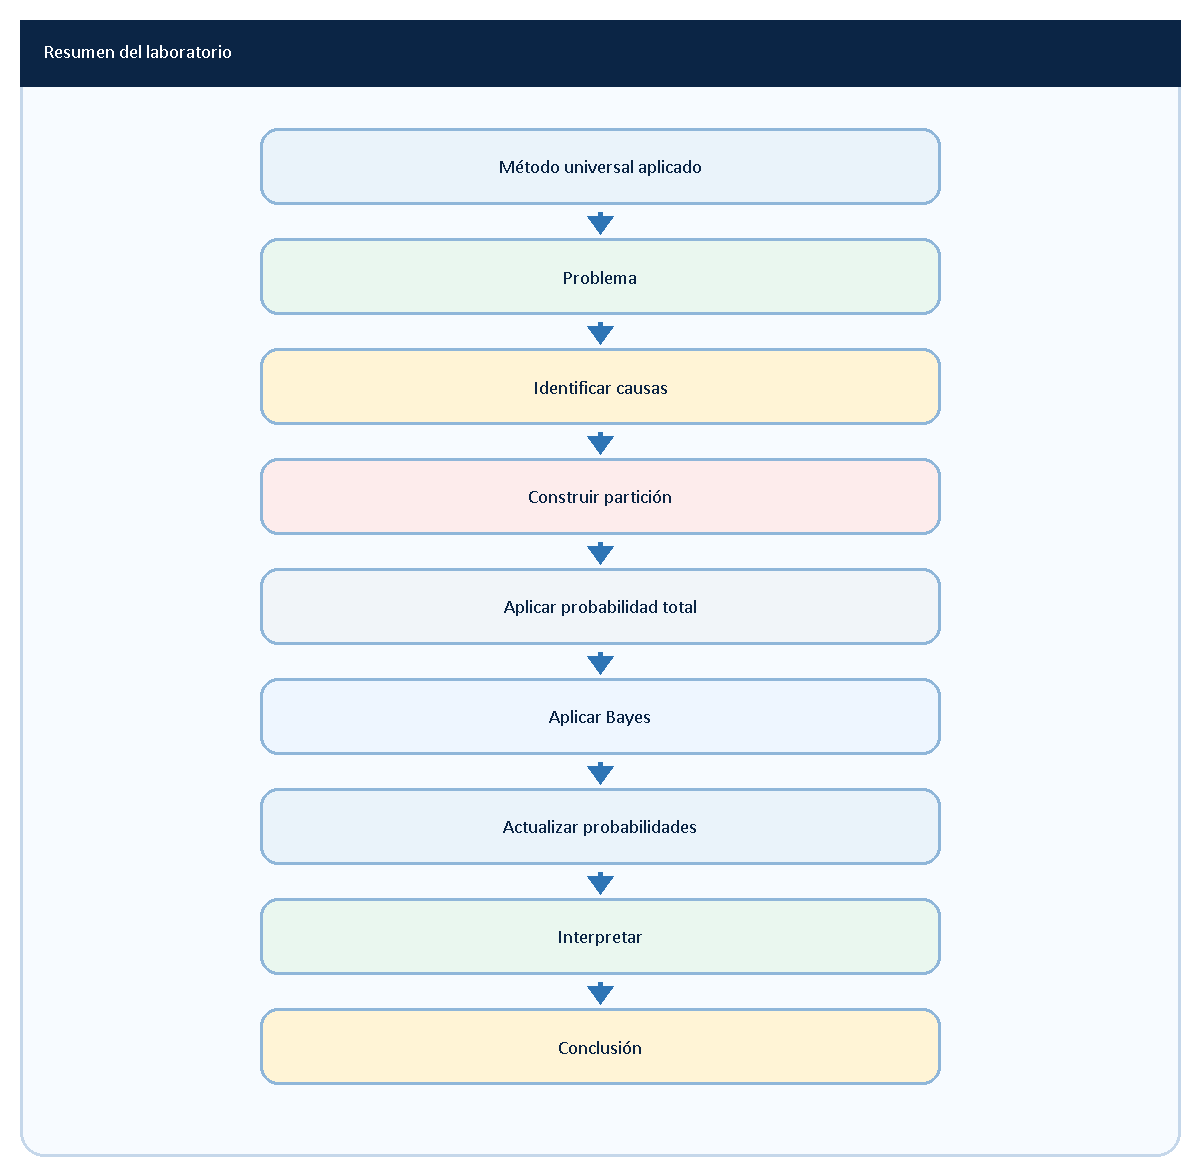 Resumen del laboratorio
Método universal aplicado
Problema
Identificar causas
Construir partición
Aplicar probabilidad total
Aplicar Bayes
Actualizar probabilidades
Interpretar
Conclusión